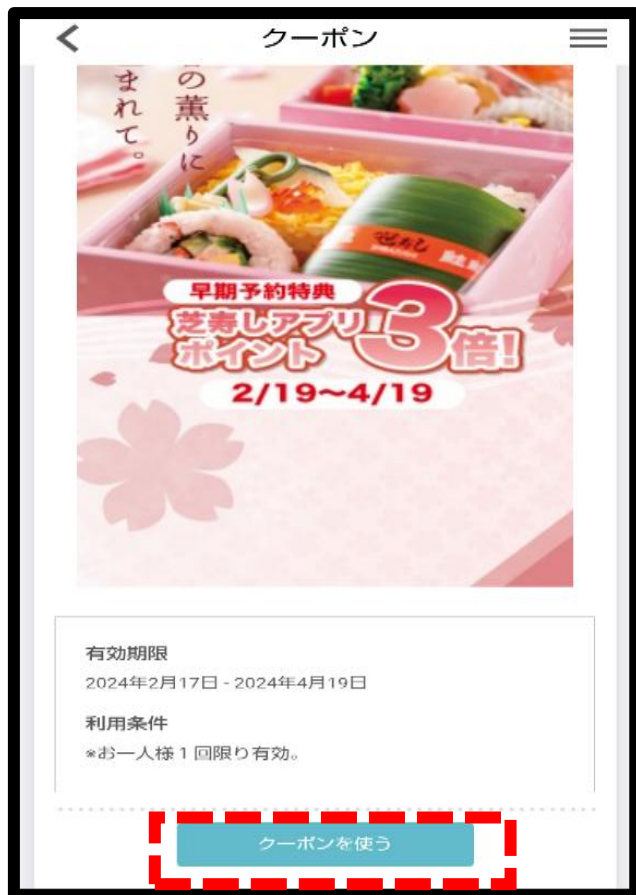 クーポン
の薫りに
まれて。
笹寿し
早期予約特典
芝寿しアプリ
ポイント
3倍!
2/19～4/19
有効期限
2024年2月17日 - 2024年4月19日
利用条件
※お一人様1回限り有効。
クーポンを使う